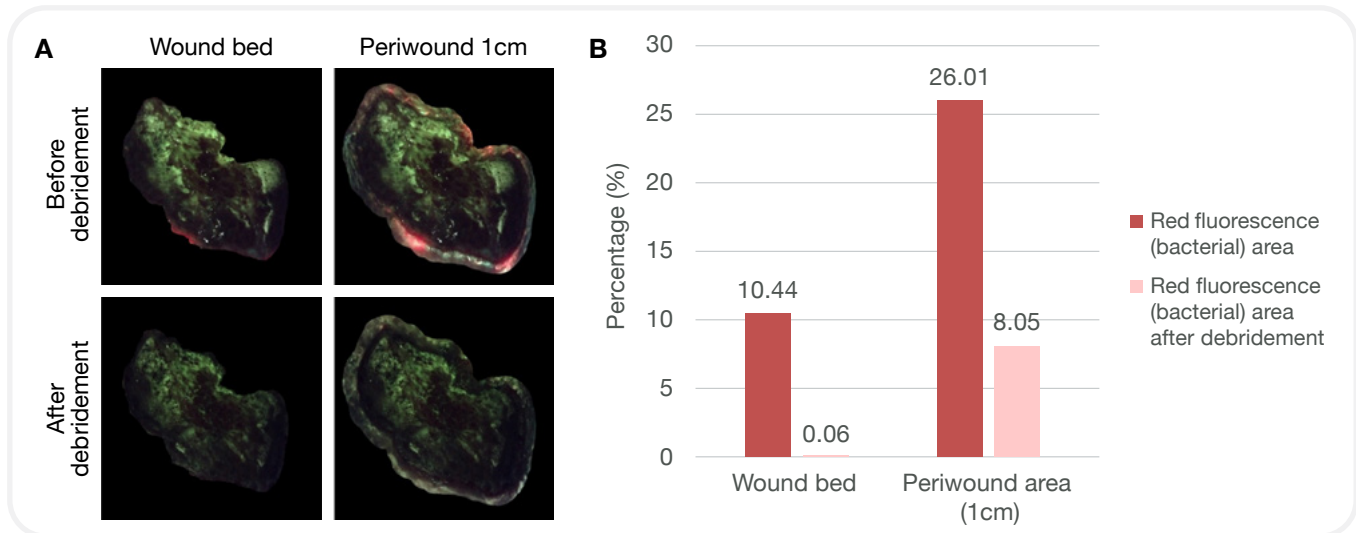 A
Wound bed
Periwound 1cm
Before
debridement
After
debridement
B
Percentage (%)
30
25
20
15
10
5
0
10.44
0.06
26.01
8.05
Wound bed
Periwound area
(1cm)
Red fluorescence
(bacterial) area
Red fluorescence
(bacterial) area
after debridement